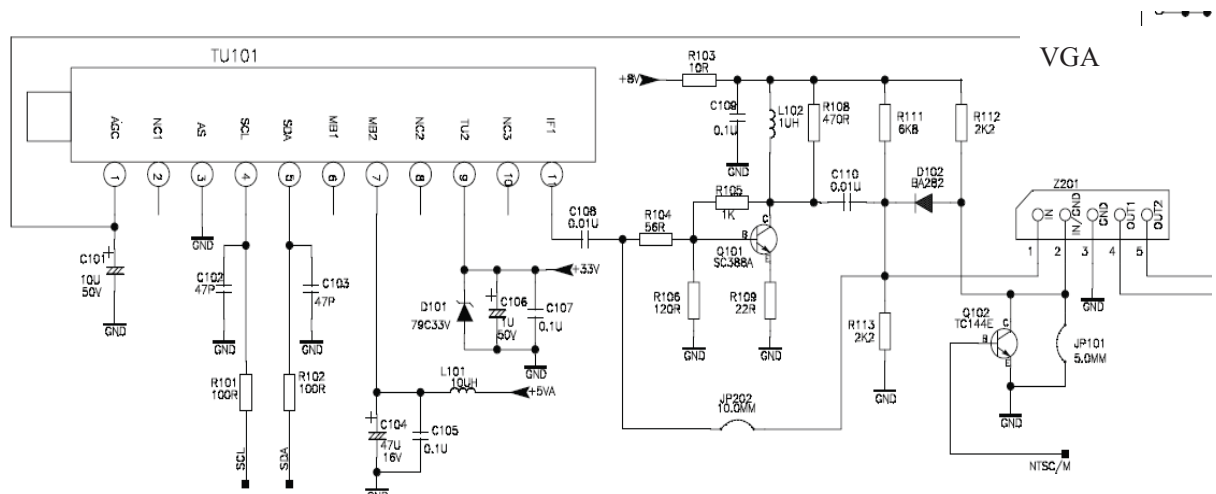 VGA
TU101
AGC
NC1
AS
SCL
SDA
MB1
MB2
NC2
TU2
NC3
IF1
1
2
3
4
5
6
7
8
9
10
11
+8V
R103
10R
C109
0.1U
GND
L102
1UH
R108
470R
R111
6K8
R112
2K2
R105
1K
C110
0.01U
D102
BA282
Z201
IN
IN/GND
GND
OUT1
OUT2
1
2
3
4
5
GND
C108
0.01U
R104
56R
B
C
E
Q101
SC388A
R106
120R
GND
R109
22R
GND
R113
2K2
GND
Q102
TC144E
B
C
E
JP101
5.0MM
GND
NTSC/M
JP202
10.0MM
C101
+
10U
50V
GND
GND
C102
47P
GND
C103
47P
GND
+33V
D101
79C33V
+
C106
1U
50V
C107
0.1U
GND
R101
100R
R102
100R
SCL
SDA
L101
10UH
+5VA
+
C104
47U
16V
C105
0.1U
GND